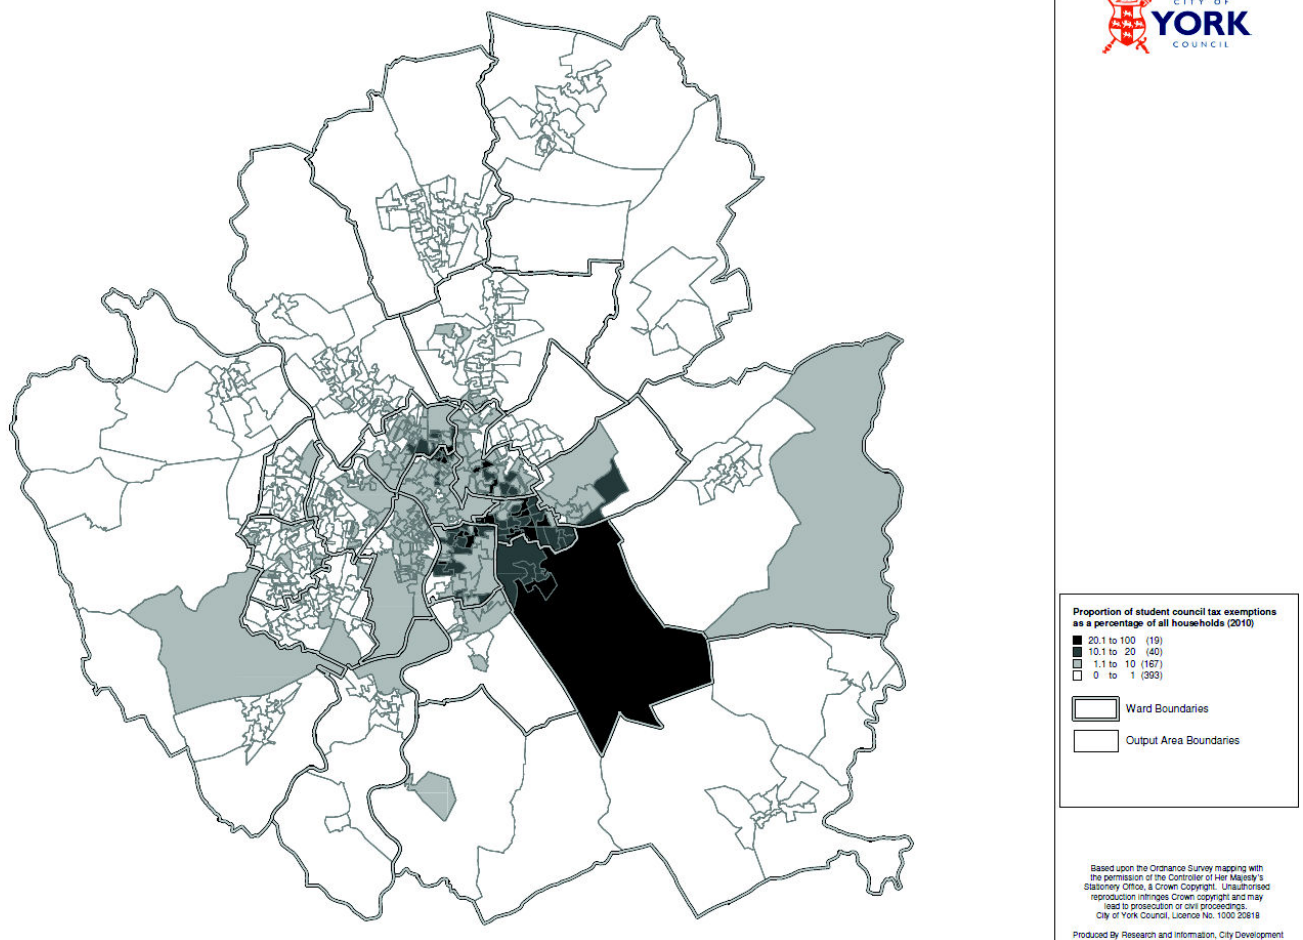 CITY OF
YORK
COUNCIL
Proportion of student council tax exemptions
as a percentage of all households (2010)
20.1 to 100 (19)
10.1 to 20 (40)
1.1 to 10 (167)
0 to 1 (393)
Ward Boundaries
Output Area Boundaries
Based upon the Ordnance Survey mapping with
the permission of the Controller of Her Majesty's
Stationery Office, & Crown Copyright. Unauthorised
reproduction infringes Crown copyright and may
lead to prosecution or civil proceedings.
City of York Council, Licence No. 1000 20818
Produced By Research and Information, City Development